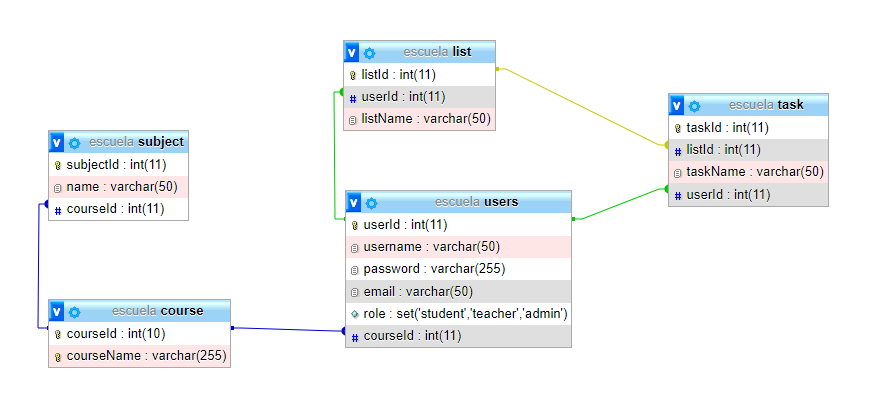 escuela subject
subjectId : int(11)
name : varchar(50)
courseId : int(11)
escuela course
courseId : int(10)
courseName : varchar(255)
escuela list
listId : int(11)
userId : int(11)
listName : varchar(50)
escuela users
userId : int(11)
username : varchar(50)
password : varchar(255)
email : varchar(50)
role : set('student','teacher','admin')
courseId : int(11)
escuela task
taskId : int(11)
listId : int(11)
taskName : varchar(50)
userId : int(11)